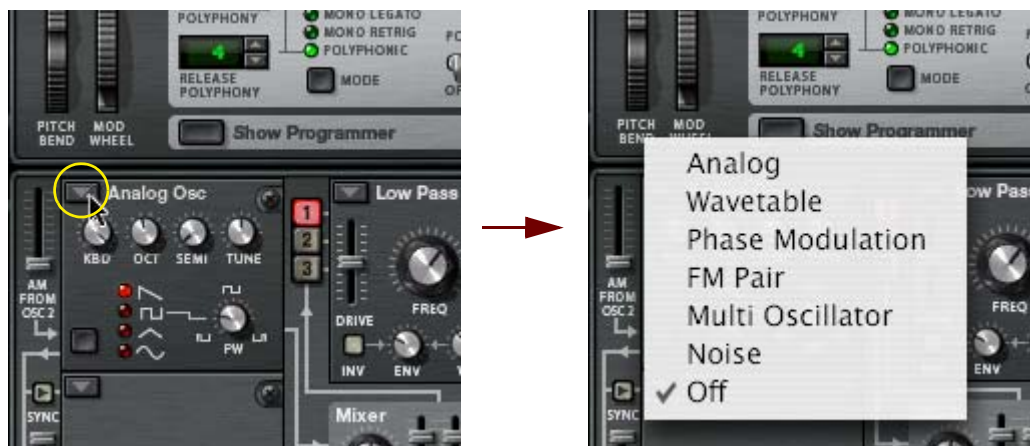 POLYPHONY
MONO LEGATO
MONO RETRIG
4
POLYPHONIC
RELEASE
POLYPHONY
MODE
PITCH
BEND
MOD
WHEEL
Show Programmer
Analog Osc
Low Pass
KBD
OCT
SEMI
TUNE
1
2
3
FREQ
AM
FROM
OSC 2
DRIVE
PW
INV
ENV
SYNC
Mixer
POLYPHONY
MONO LEGATO
MONO RETRIG
4
POLYPHONIC
RELEASE
POLYPHONY
MODE
PITCH
MOD
Show Programmer
Analog
Wavetable
Phase Modulation
FM Pair
Multi Oscillator
Noise
✓ Off
FREQ
AM
FROM
ENV
SYNC